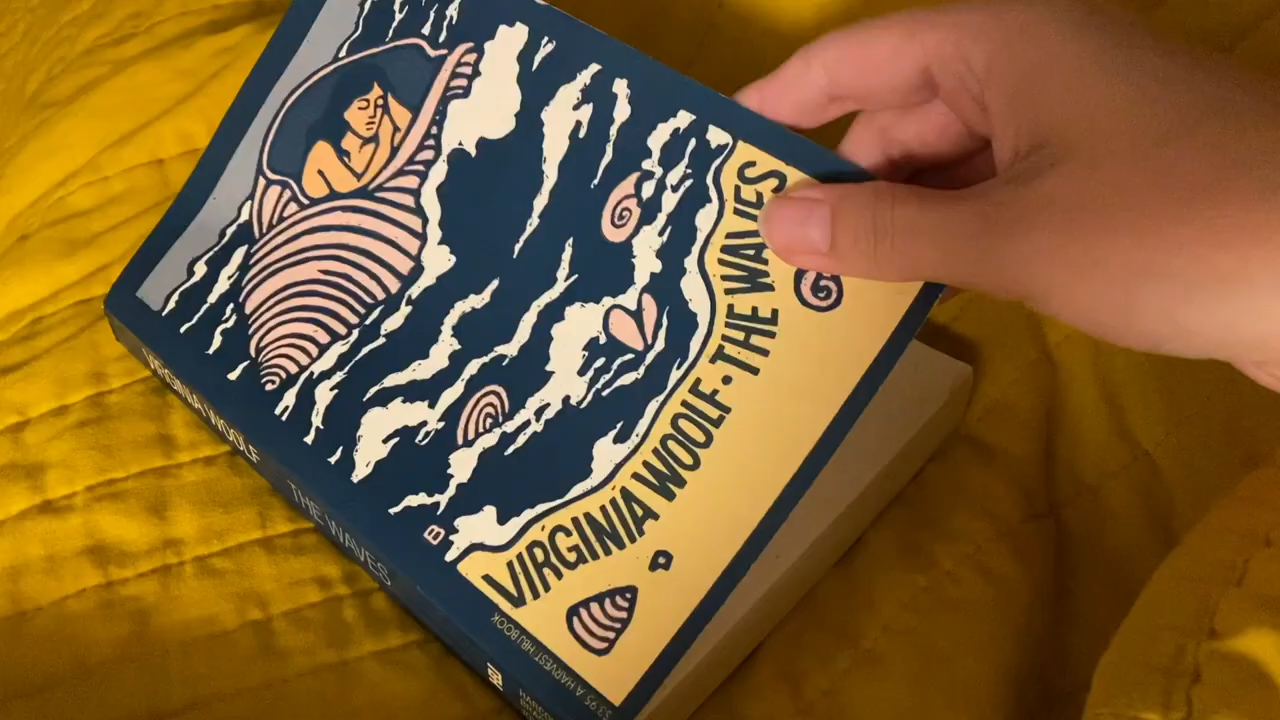 VIRGINIA WOOLF • THE WAVES
$3.95 A HARVEST HBJ BOOK
VIRGINIA WOOLF THE WAVES